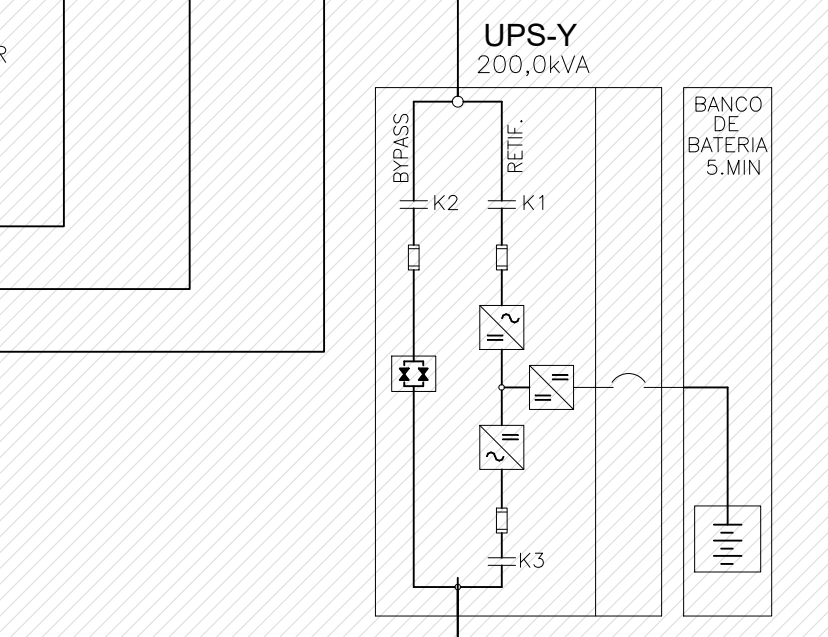 R
UPS-Y
200,0kVA
BYPASS
RETIF.
BANCO
DE
BATERIA
5.MIN
K2
K1
K3